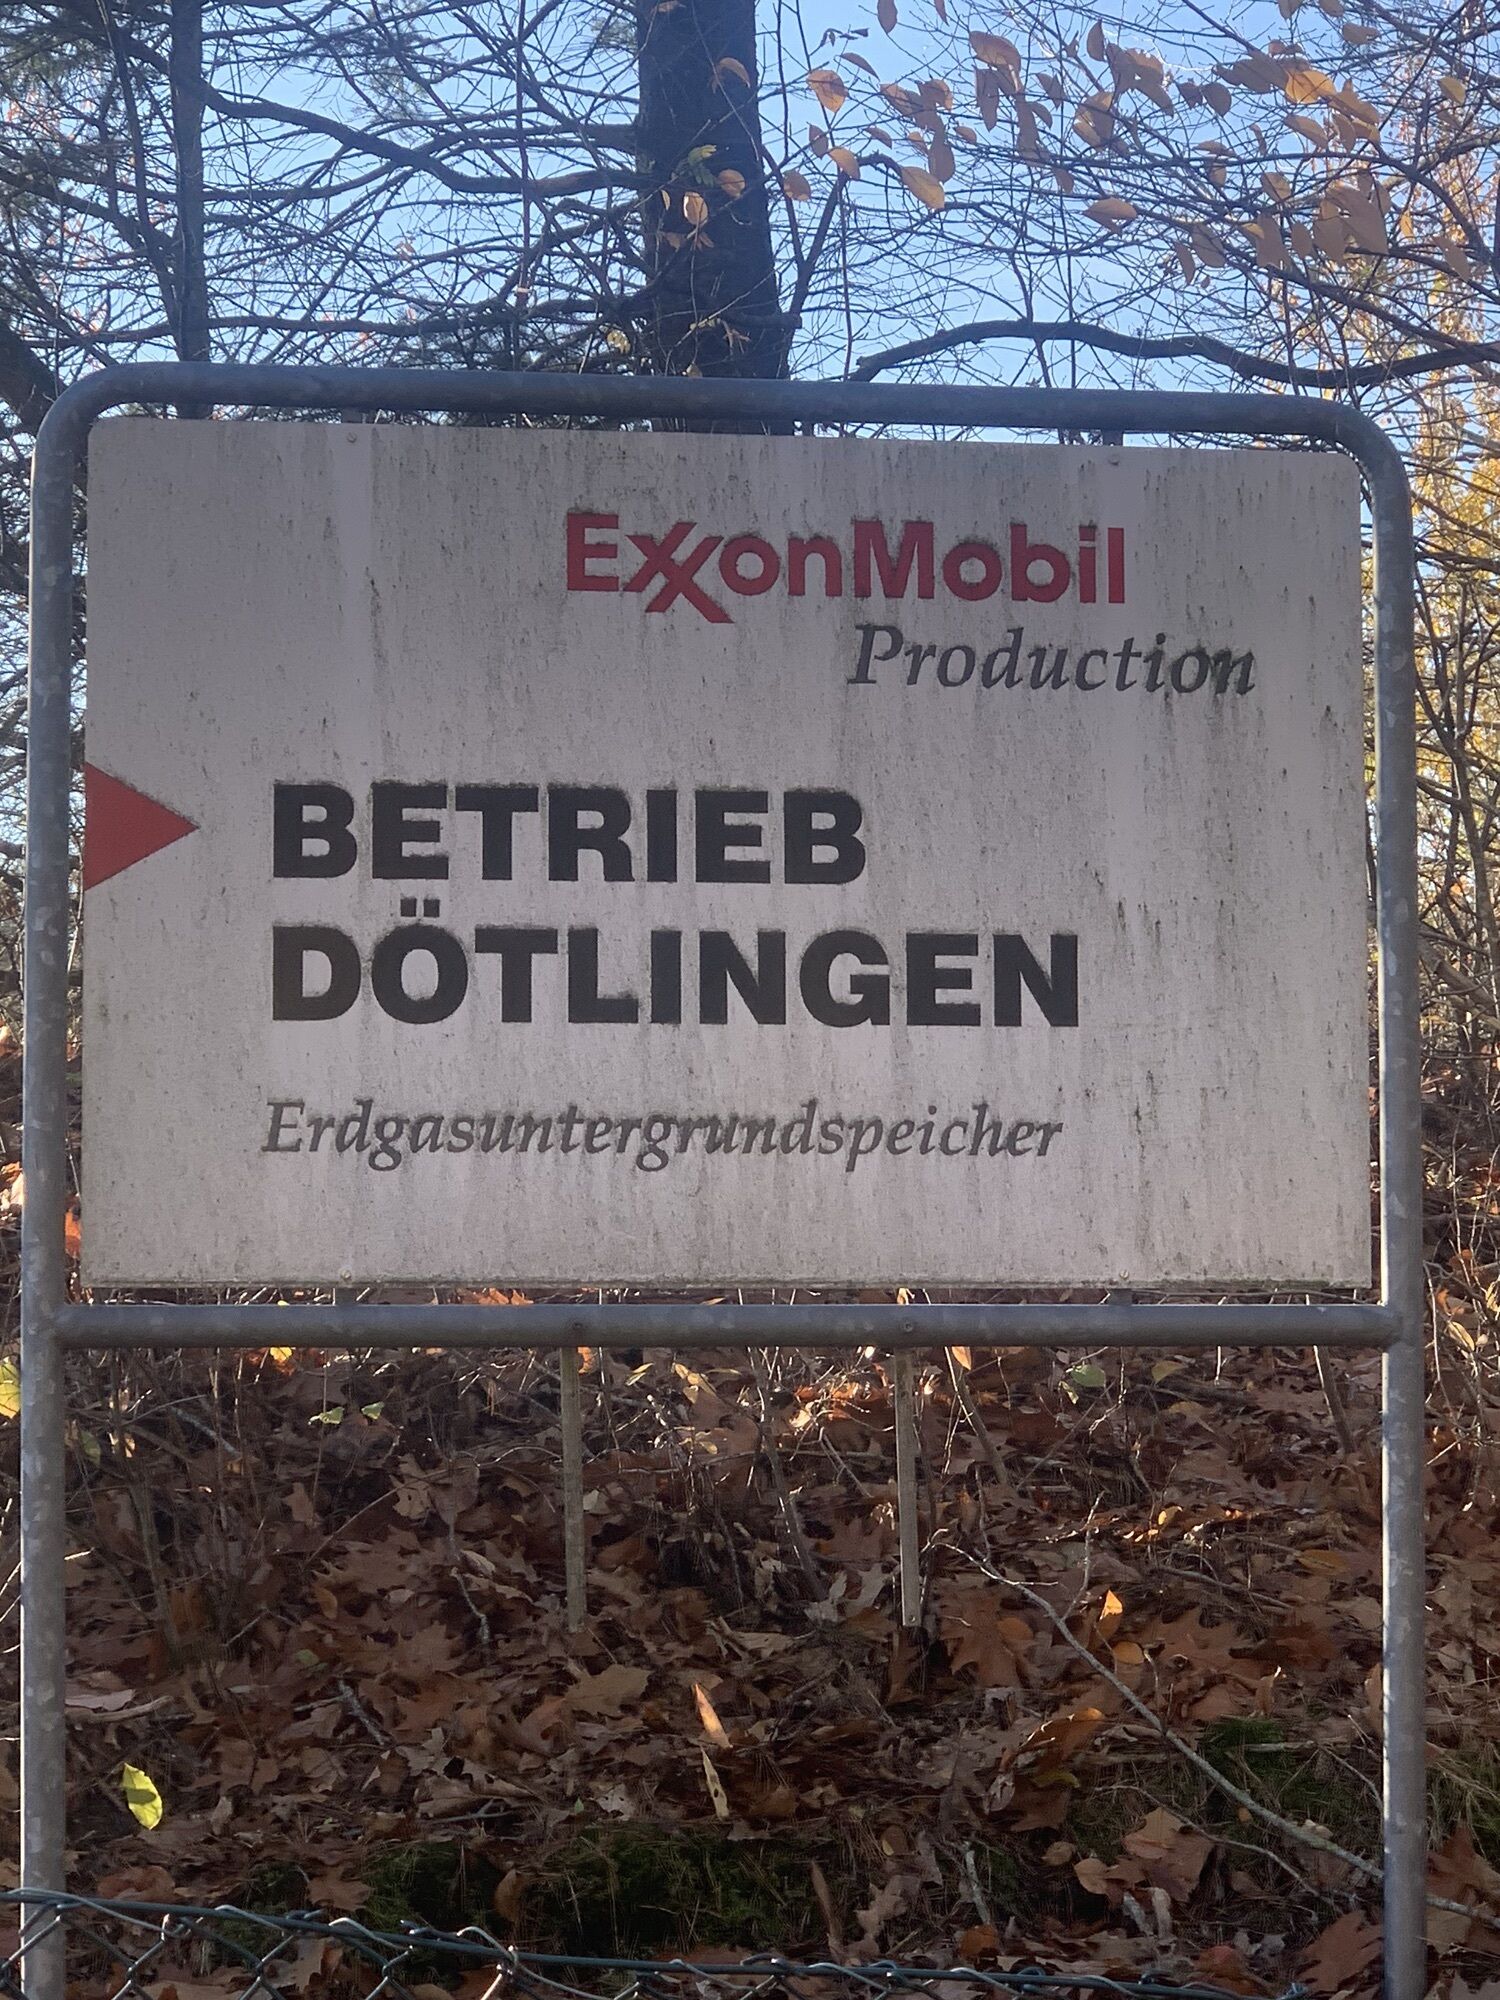 ExxonMobil
Production
BETRIEB
DÖTLINGEN
Erdgasuntergrundspeicher